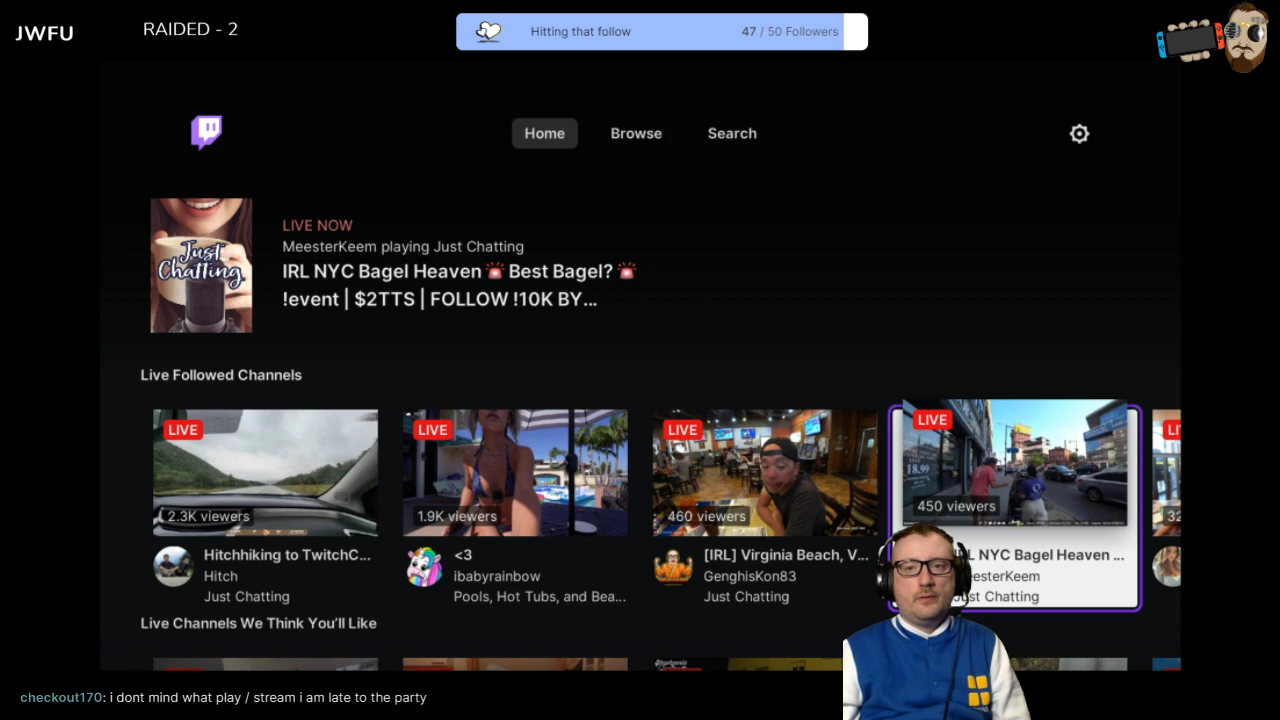 JWFU
RAIDED - 2
Hitting that follow
47 / 50 Followers
Home
Browse
Search
Just
Chatting
LIVE NOW
MeesterKeem playing Just Chatting
IRL NYC Bagel Heaven 🚨 Best Bagel? 🚨
!event | $2TTS | FOLLOW !10K BY...
Live Followed Channels
LIVE
2.3K viewers
Hitchhiking to TwitchC...
Hitch
Just Chatting
LIVE
1.9K viewers
<3
ibabyrainbow
Pools, Hot Tubs, and Bea...
LIVE
460 viewers
[IRL] Virginia Beach, V...
GenghisKon83
Just Chatting
LIVE
18.99
450 viewers
NYC Bagel Heaven ...
eesterKeem
Chatting
LI
32
Live Channels We Think You'll Like
checkout170: i dont mind what play / stream i am late to the party